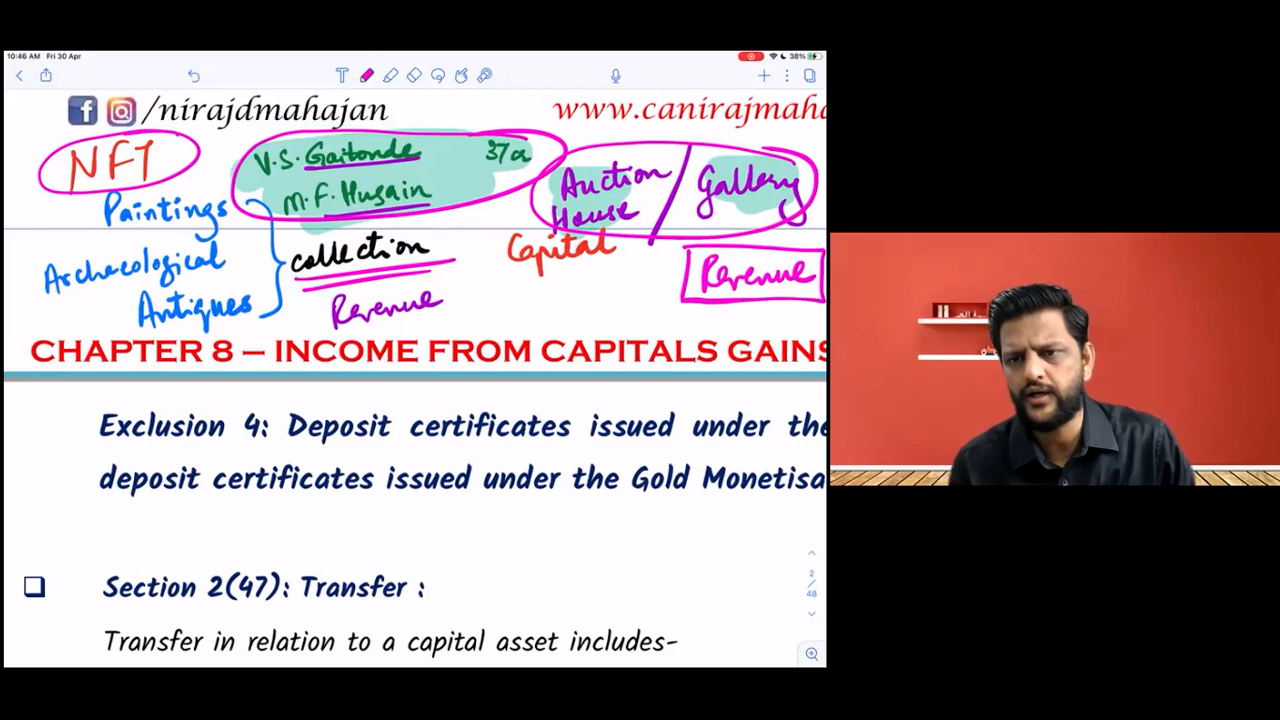 10:46 AM Fri 30 Apr
38%
T
/nirajdmahajan
www.canirajmaha
NFT
V.S. Gaitonde 37a
M.F. Husain
Auction House / Gallery
Paintings
Archaeological
Antiques
collection
Revenue
Capital
Revenue
CHAPTER 8 – INCOME FROM CAPITALS GAINS
Exclusion 4: Deposit certificates issued under the
deposit certificates issued under the Gold Monetisa
Section 2(47): Transfer :
Transfer in relation to a capital asset includes-
2
/
48